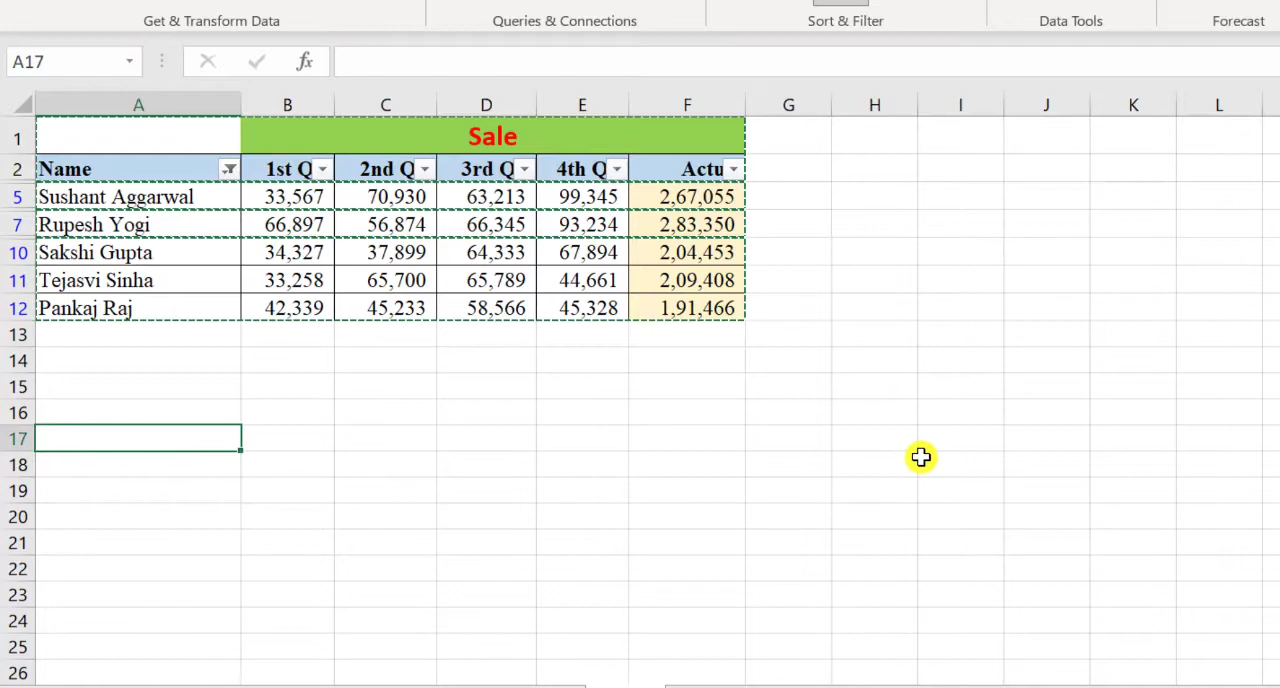 Get & Transform Data Queries & Connections Sort & Filter Data Tools Forecast
A17 fx
A B C D E F G H I J K L
1 Sale
2 Name 1st Q 2nd Q 3rd Q 4th Q Actu
5 Sushant Aggarwal 33,567 70,930 63,213 99,345 2,67,055
7 Rupesh Yogi 66,897 56,874 66,345 93,234 2,83,350
10 Sakshi Gupta 34,327 37,899 64,333 67,894 2,04,453
11 Tejasvi Sinha 33,258 65,700 65,789 44,661 2,09,408
12 Pankaj Raj 42,339 45,233 58,566 45,328 1,91,466
13
14
15
16
17
18
19
20
21
22
23
24
25
26